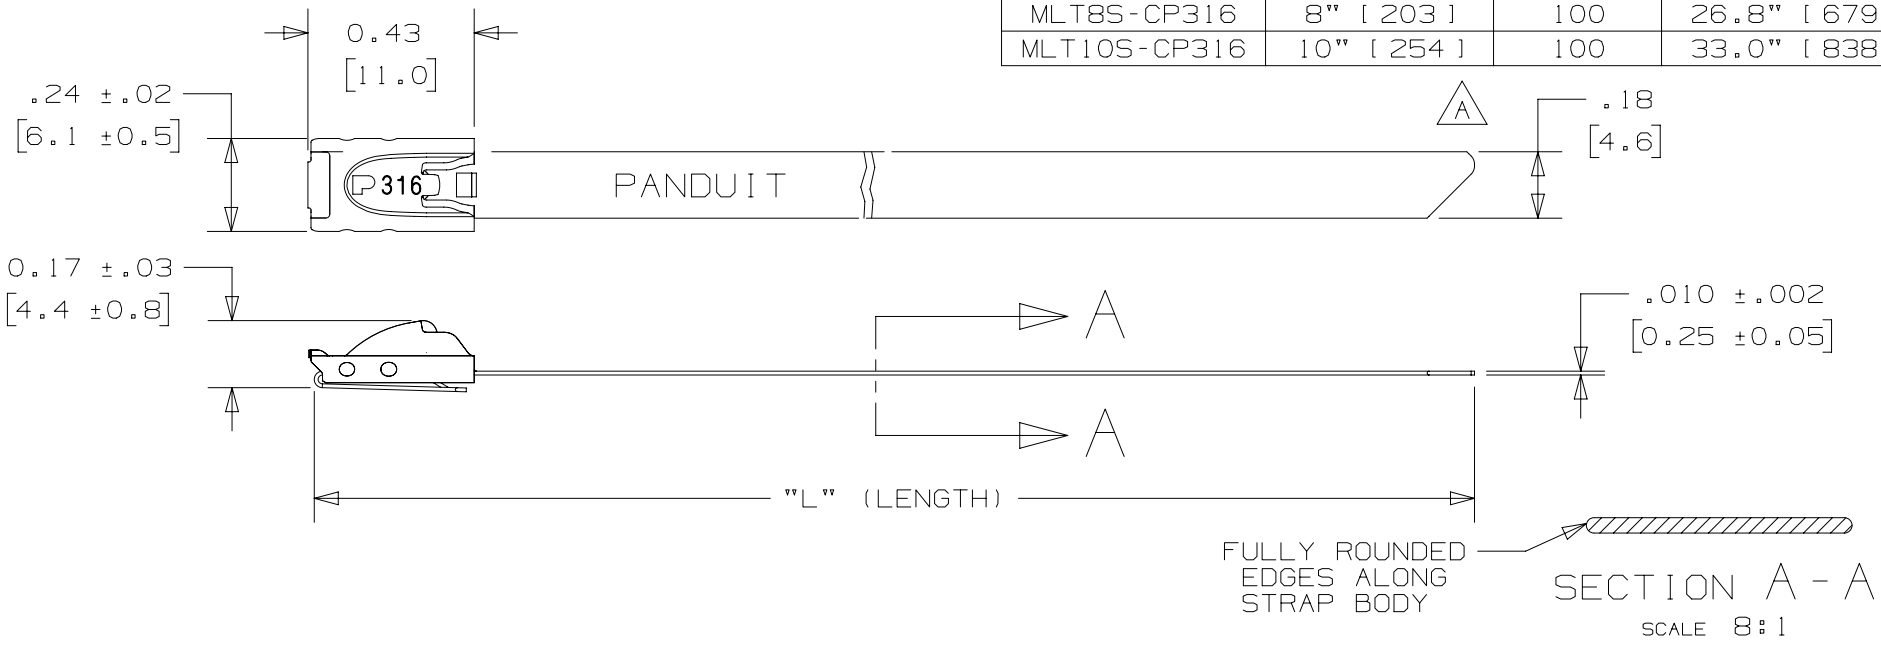 MLT8S-CP316 8" [ 203 ] 100 26.8" [ 679
MLT10S-CP316 10" [ 254 ] 100 33.0" [ 838
0.43
[11.0]
.24 ±.02
[6.1 ±0.5]
A
.18
[4.6]
P 316
PANDUIT
0.17 ±.03
[4.4 ±0.8]
A
.010 ±.002
[0.25 ±0.05]
A
"L" (LENGTH)
FULLY ROUNDED
EDGES ALONG
STRAP BODY
SECTION A-A
SCALE 8:1